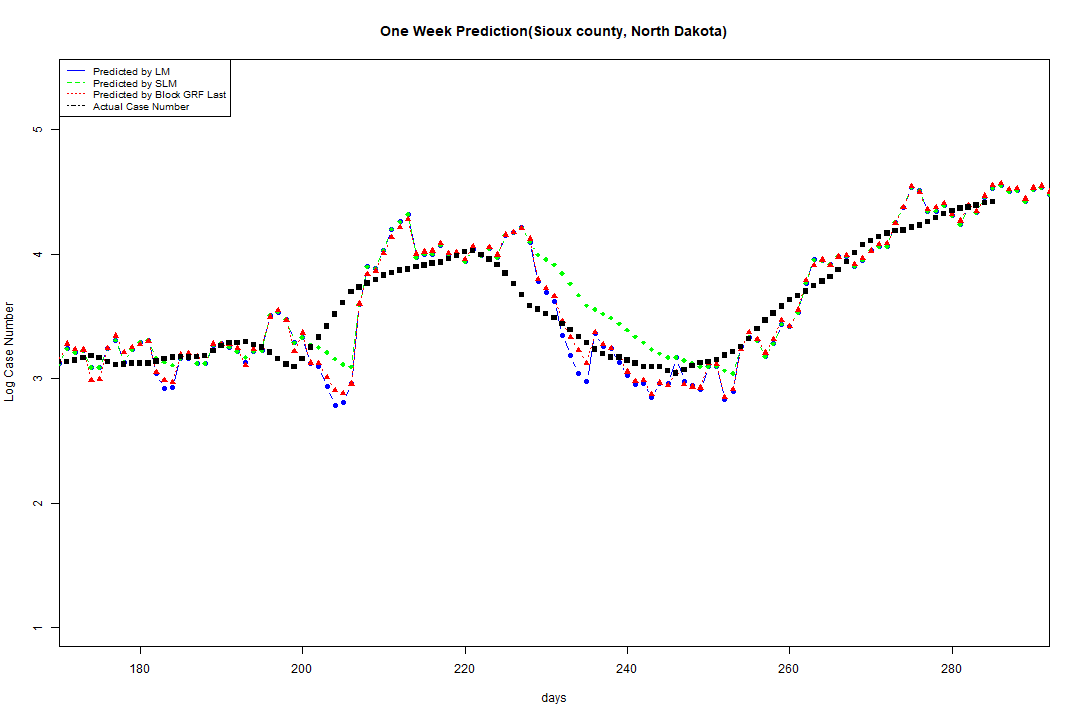 One Week Prediction(Sioux county, North Dakota)
Predicted by LM
Predicted by SLM
Predicted by Block GRF Last
Actual Case Number
5
4
3
2
1
Log Case Number
180 200 220 240 260 280
days